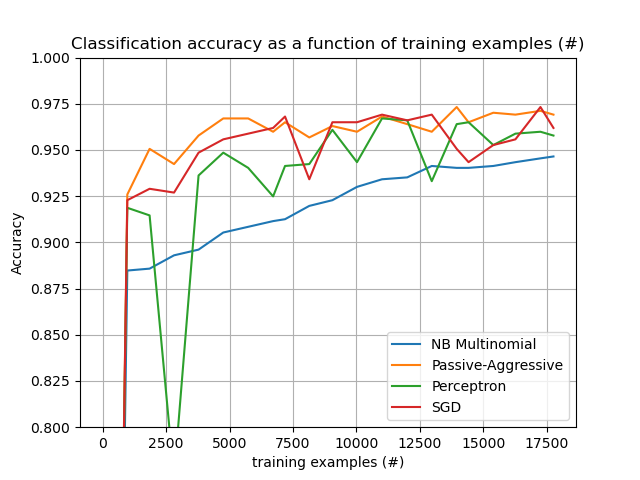 Classification accuracy as a function of training examples (#)
1.000
0.975
0.950
0.925
0.900
0.875
0.850
0.825
0.800
Accuracy
NB Multinomial
Passive-Aggressive
Perceptron
SGD
0 2500 5000 7500 10000 12500 15000 17500
training examples (#)